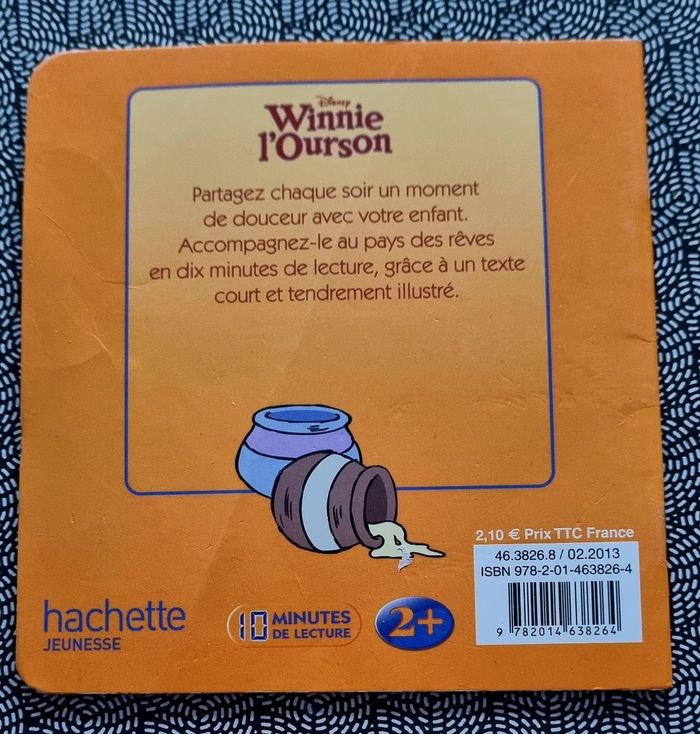 Disney
Winnie
l'Ourson
Partagez chaque soir un moment
de douceur avec votre enfant.
Accompagnez-le au pays des rêves
en dix minutes de lecture, grâce à un texte
court et tendrement illustré.
2,10 € Prix TTC France
46.3826.8 / 02.2013
ISBN 978-2-01-463826-4
9 782014 638264
hachette
JEUNESSE
10 MINUTES
DE LECTURE
2+